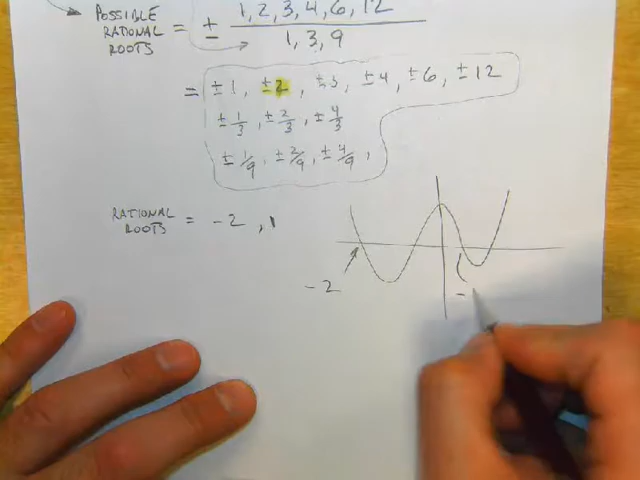 POSSIBLE RATIONAL ROOTS = ± 1, 2, 3, 4, 6, 12 / 1, 3, 9
= ± 1, ± 2, ± 3, ± 4, ± 6, ± 12
± 1/3, ± 2/3, ± 4/3
± 1/9, ± 2/9, ± 4/9,
RATIONAL ROOTS = -2, 1
-2